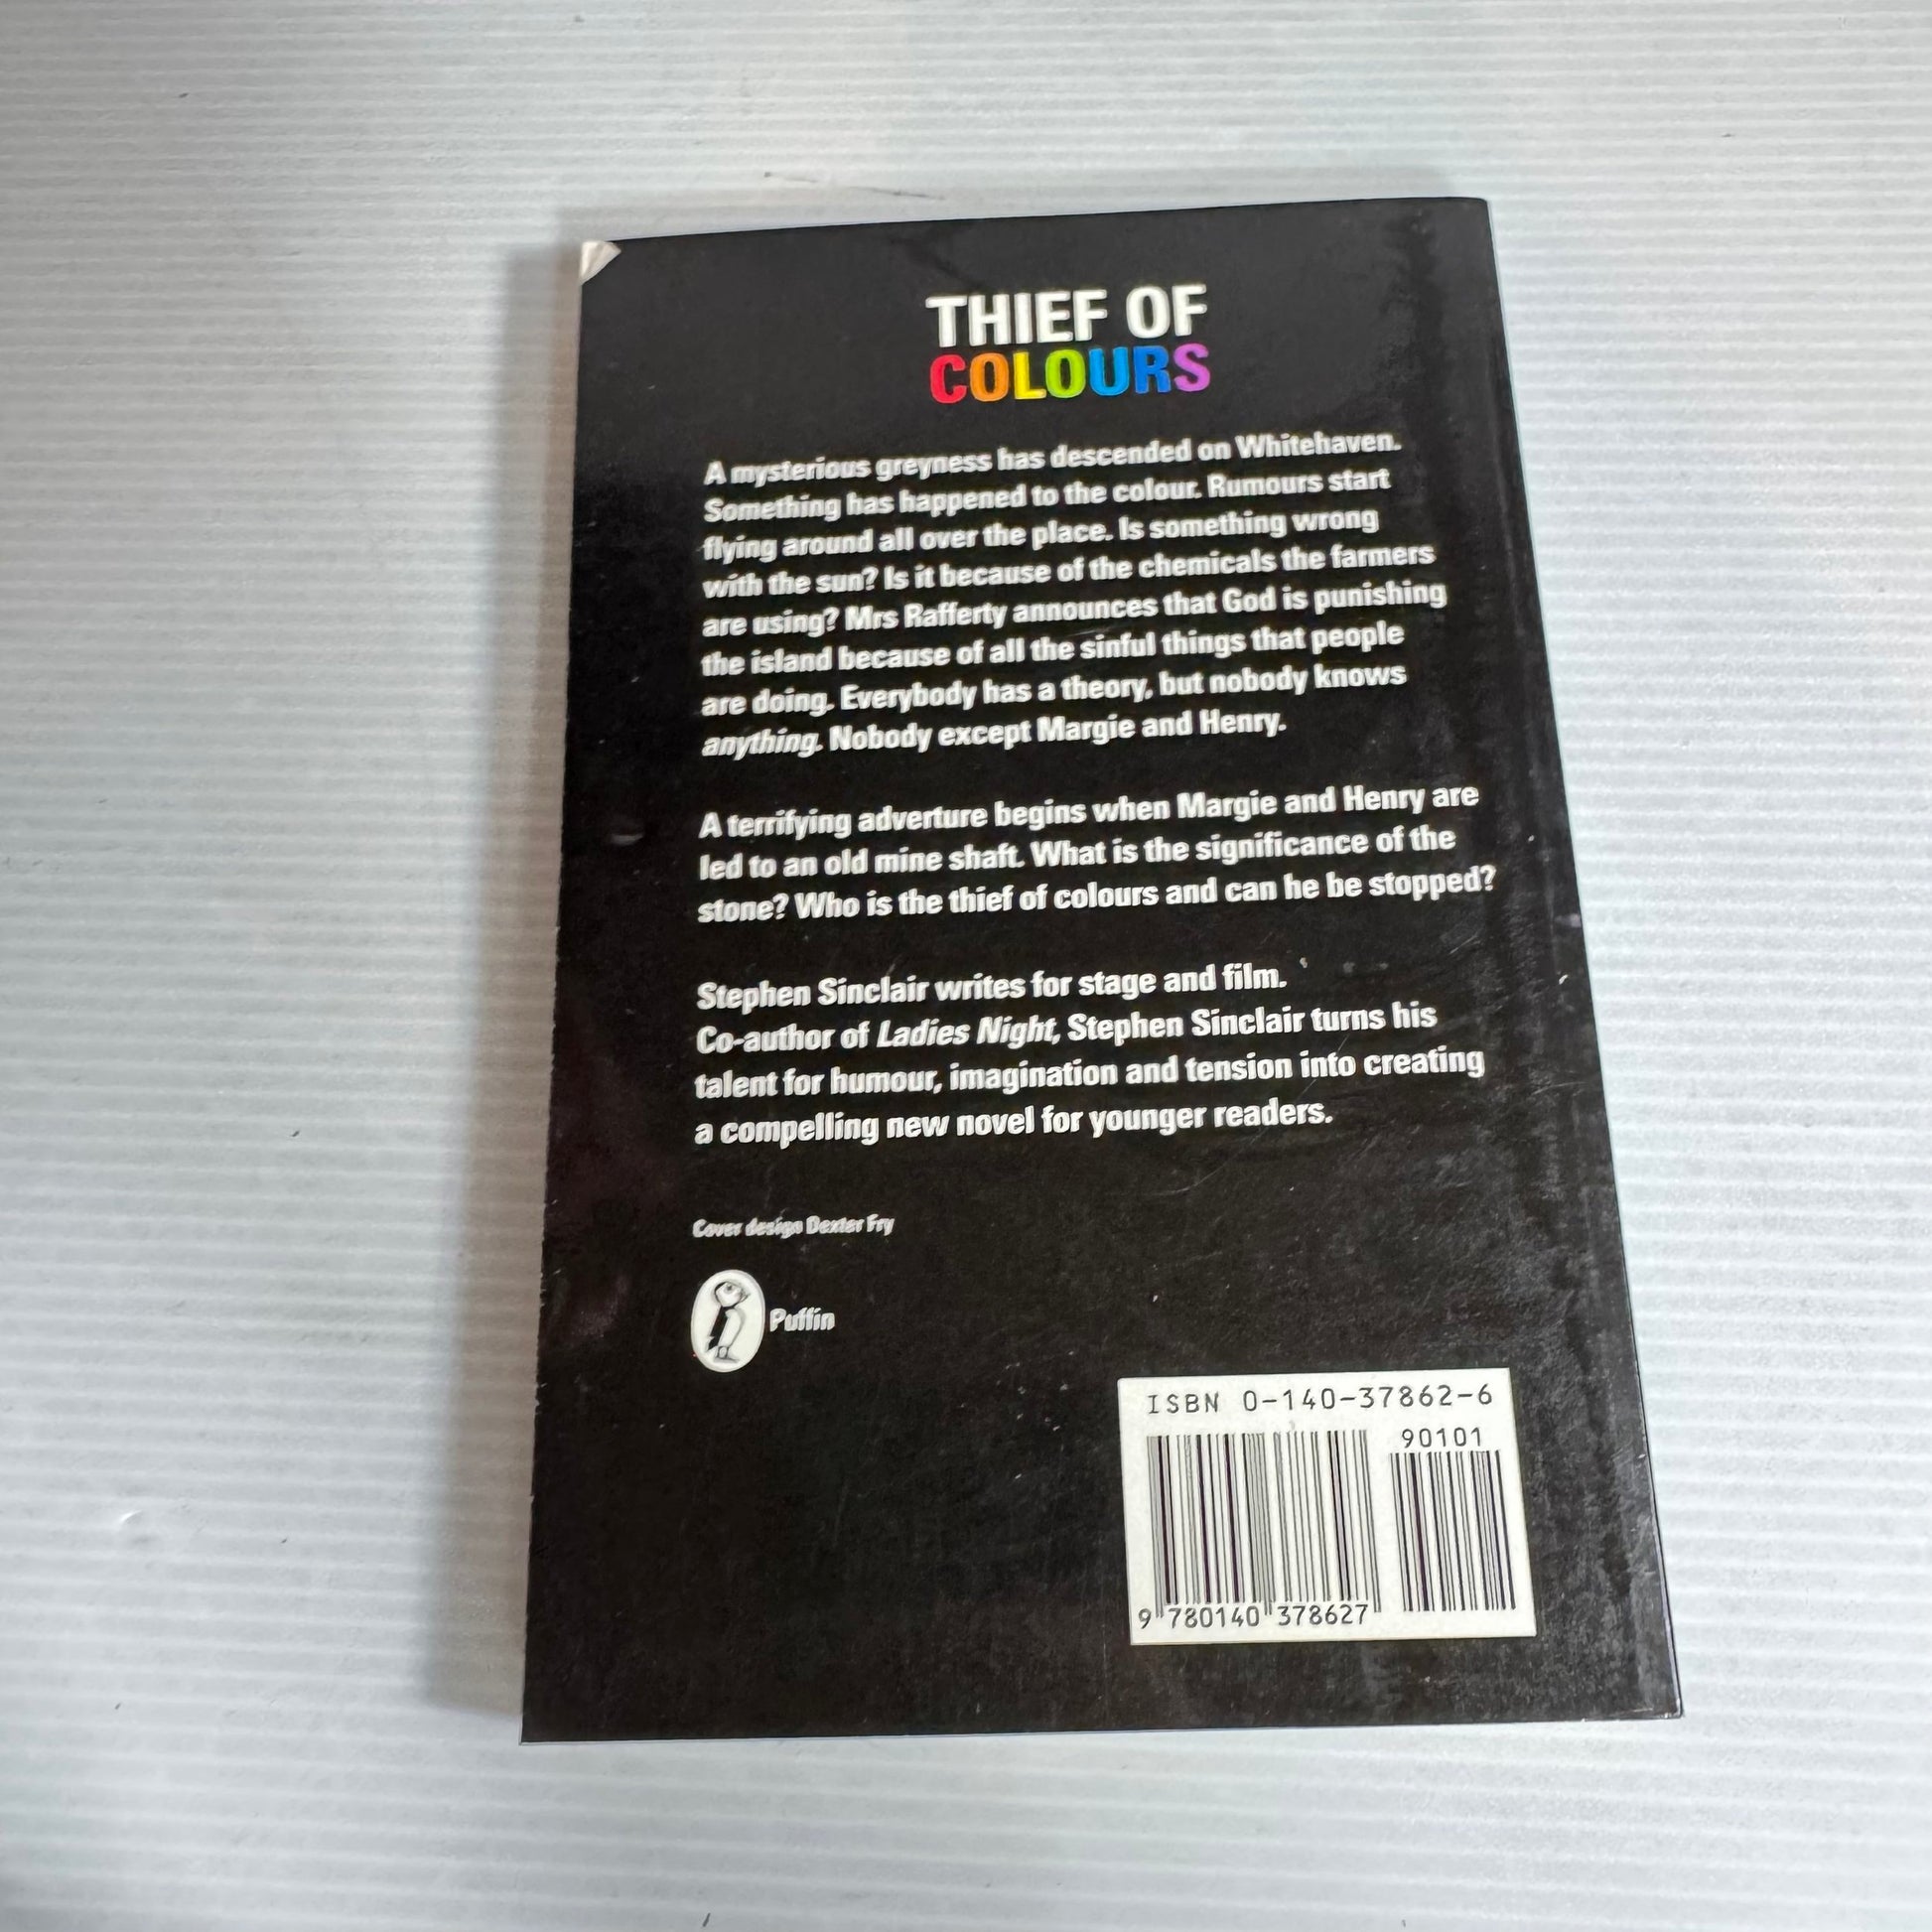 THIEF OF
COLOURS
A mysterious greyness has descended on Whitehaven.
Something has happened to the colour. Rumours start
flying around all over the place. Is something wrong
with the sun? Is it because of the chemicals the farmers
are using? Mrs Rafferty announces that God is punishing
the island because of all the sinful things that people
are doing. Everybody has a theory, but nobody knows
anything. Nobody except Margie and Henry.
A terrifying adverture begins when Margie and Henry are
led to an old mine shaft. What is the significance of the
stone? Who is the thief of colours and can he be stopped?
Stephen Sinclair writes for stage and film.
Co-author of Ladies Night, Stephen Sinclair turns his
talent for humour, imagination and tension into creating
a compelling new novel for younger readers.
Cover design Dexter Fry
Puffin
ISBN 0-140-37862-6
90101
9 780140 378627